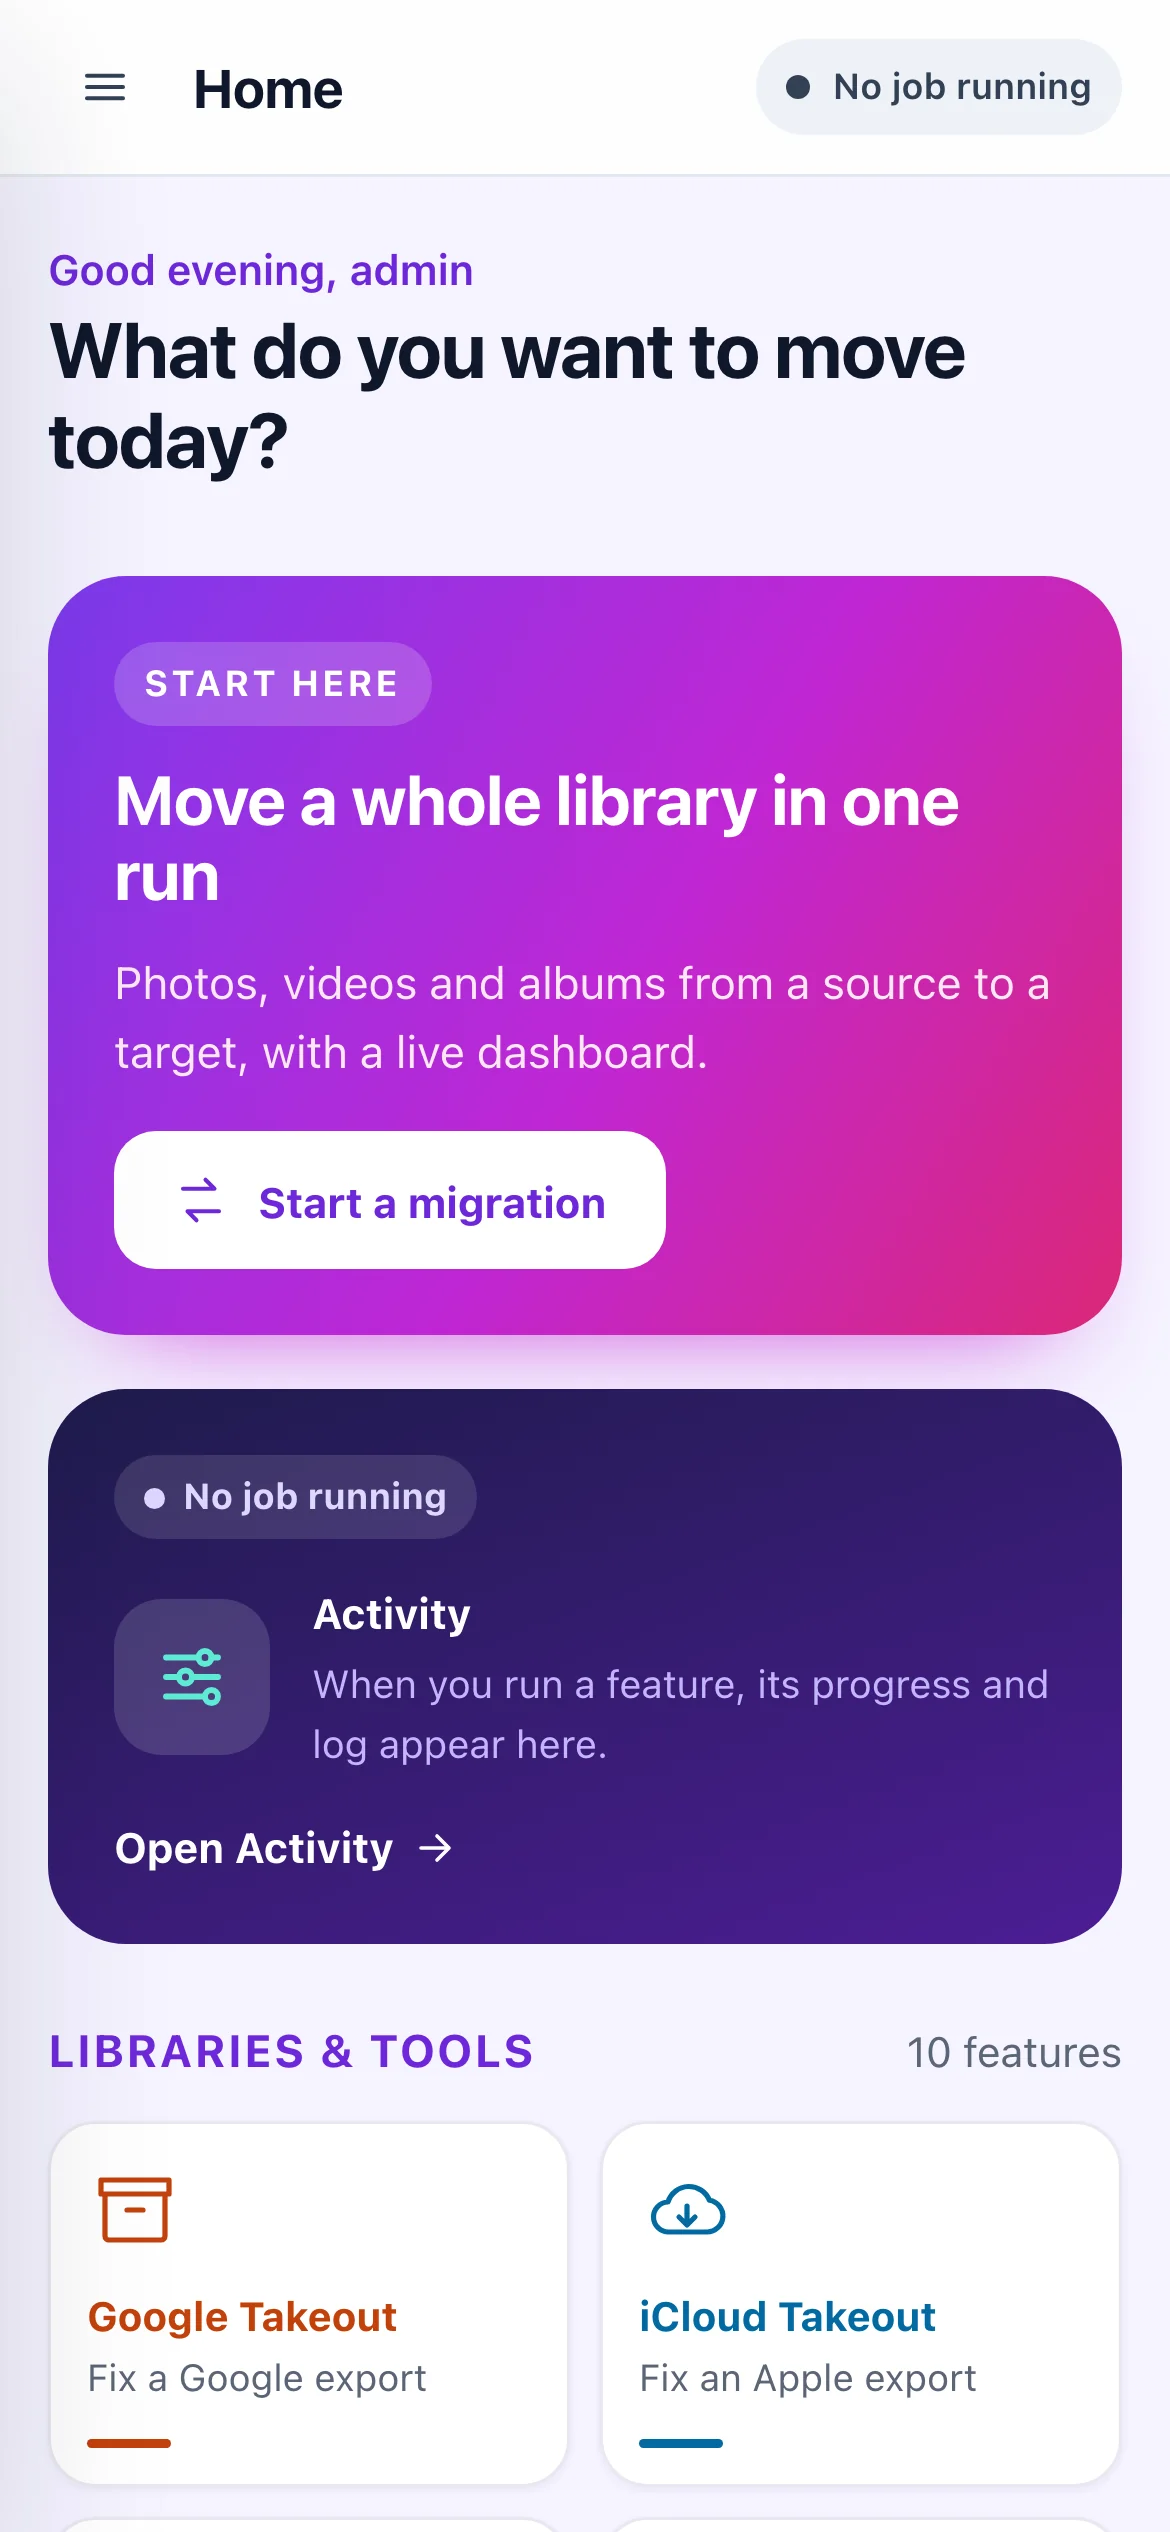 Home
No job running
Good evening, admin
What do you want to move
today?
START HERE
Move a whole library in one
run
Photos, videos and albums from a source to a
target, with a live dashboard.
Start a migration
No job running
Activity
When you run a feature, its progress and
log appear here.
Open Activity
LIBRARIES & TOOLS
10 features
Google Takeout
Fix a Google export
iCloud Takeout
Fix an Apple export